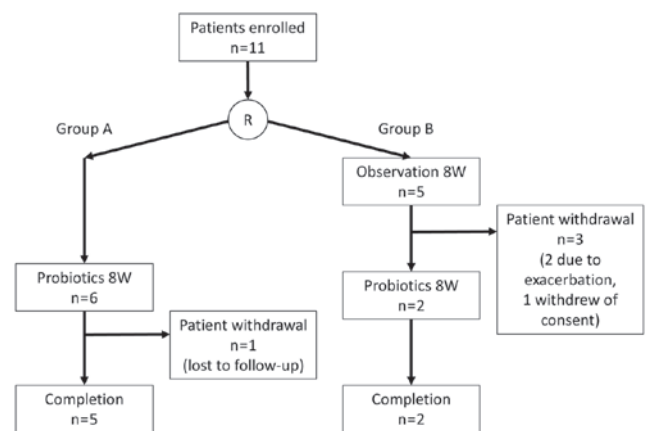 Patients enrolled
n=11
R
Group A
Group B
Observation 8W
n=5
Patient withdrawal
n=3
(2 due to
exacerbation,
1 withdrew of
consent)
Probiotics 8W
n=6
Probiotics 8W
n=2
Patient withdrawal
n=1
(lost to follow-up)
Completion
n=5
Completion
n=2